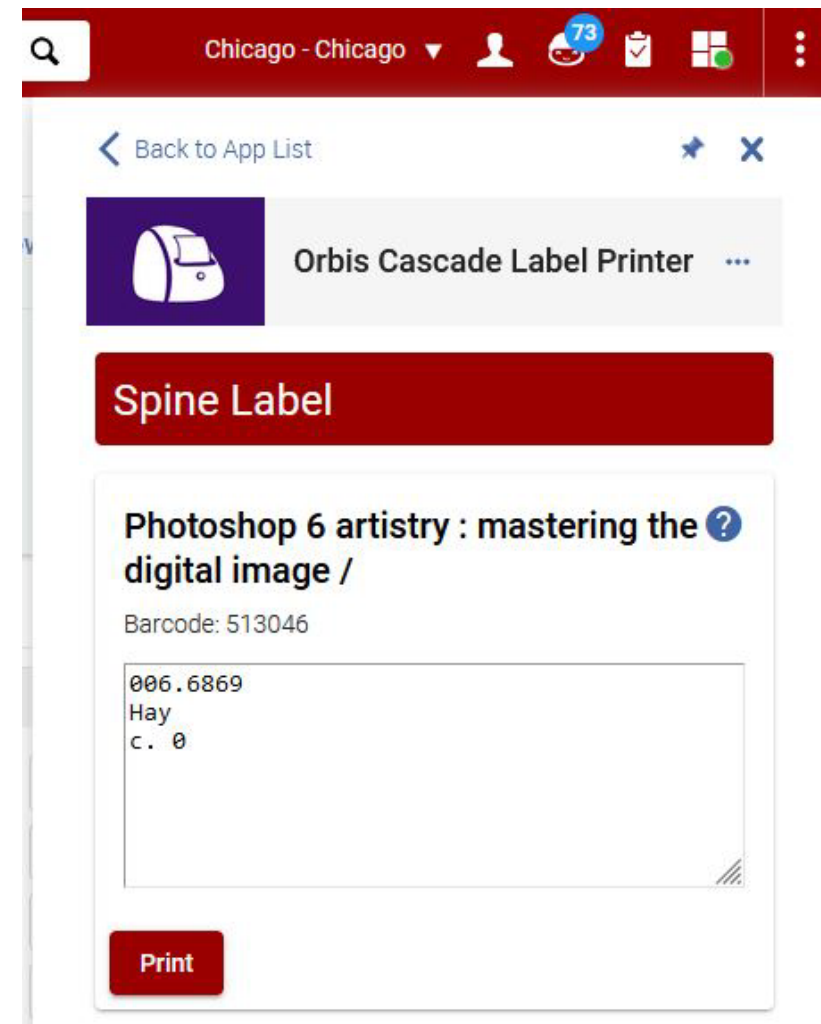 Chicago - Chicago ▼
73
Back to App List
Orbis Cascade Label Printer ...
Spine Label
Photoshop 6 artistry : mastering the ?
digital image /
Barcode: 513046
006.6869
Hay
c. 0
Print